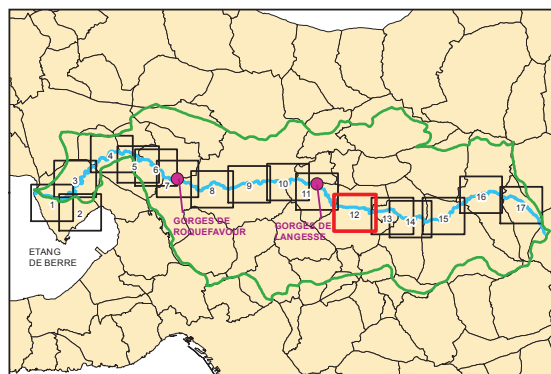 1
2
3
4
5
6
7
8
9
10
11
12
13
14
15
16
17
GORGES DE
ROQUEFAVOUR
GORGES DE
LANGESSE
ETANG
DE BERRE